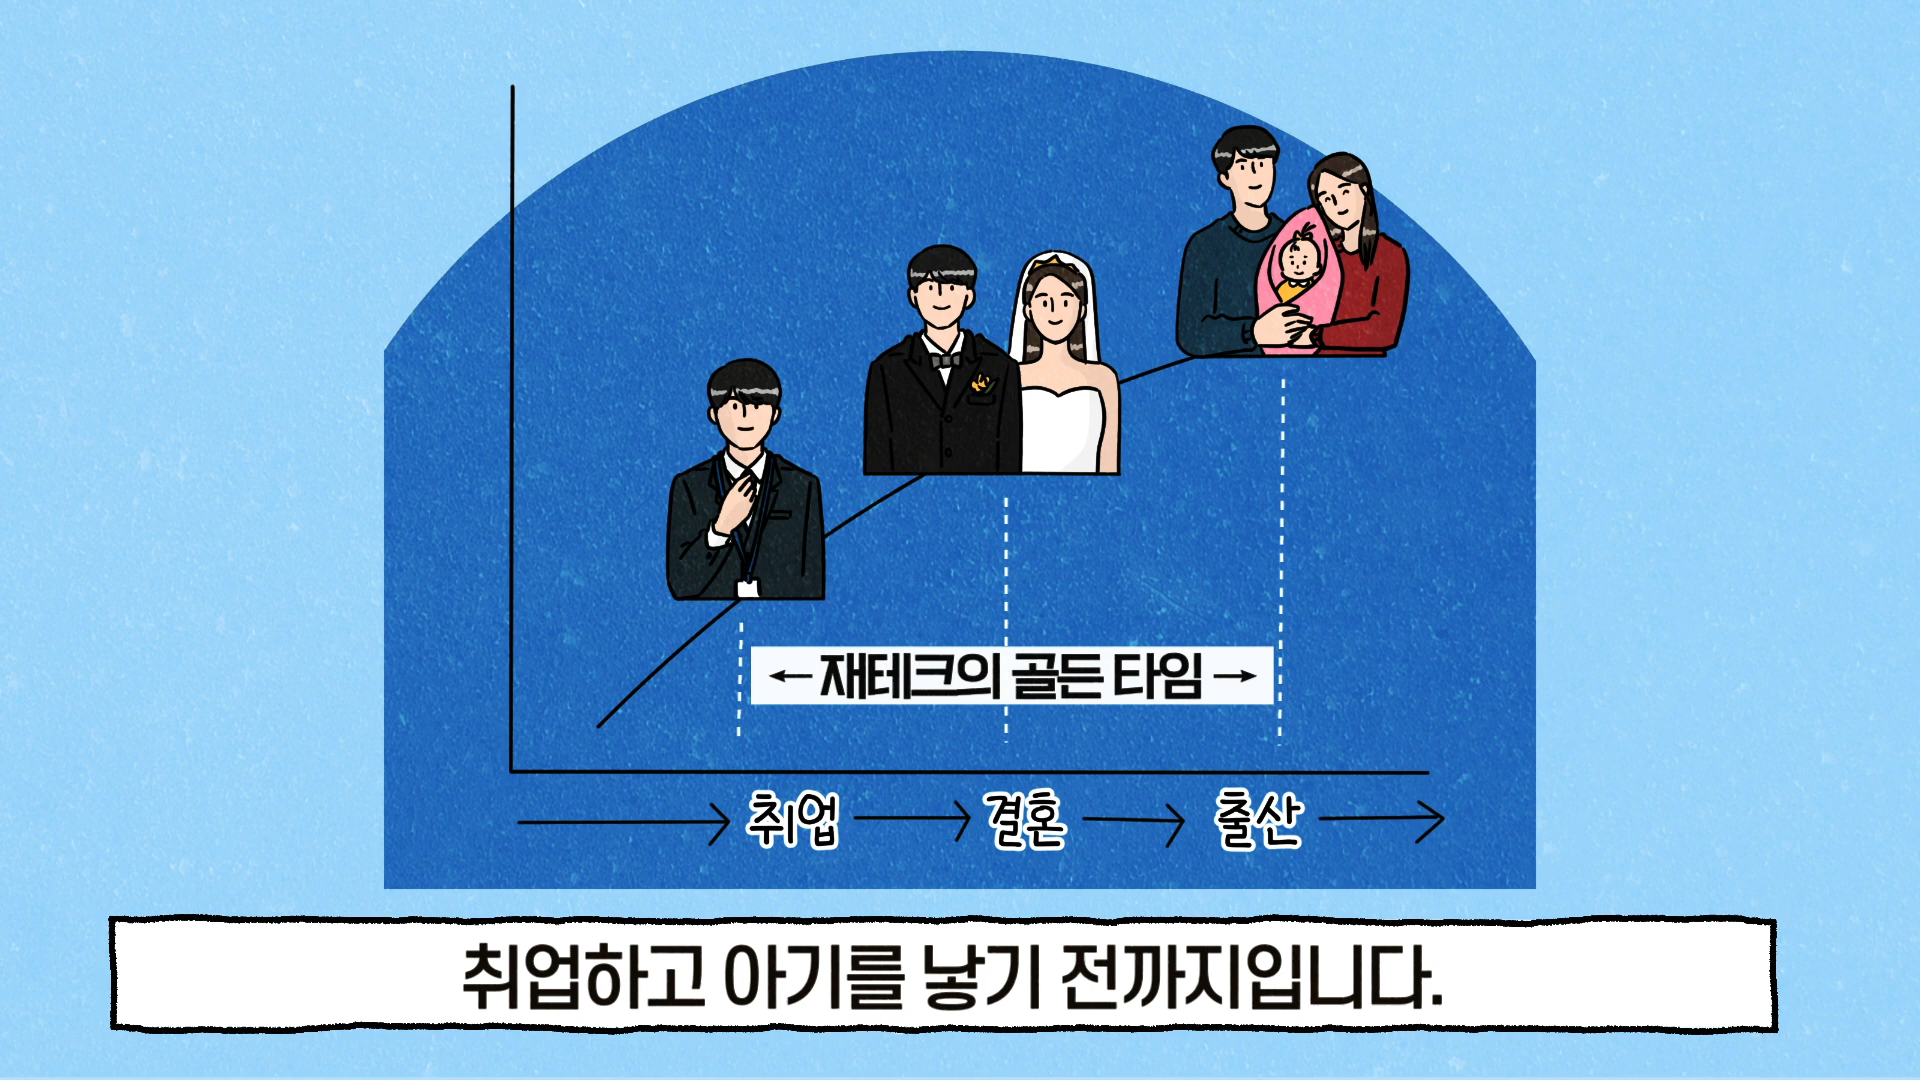 ←재테크의 골든 타임→
취업 → 결혼 → 출산 →
취업하고 아기를 낳기 전까지입니다.